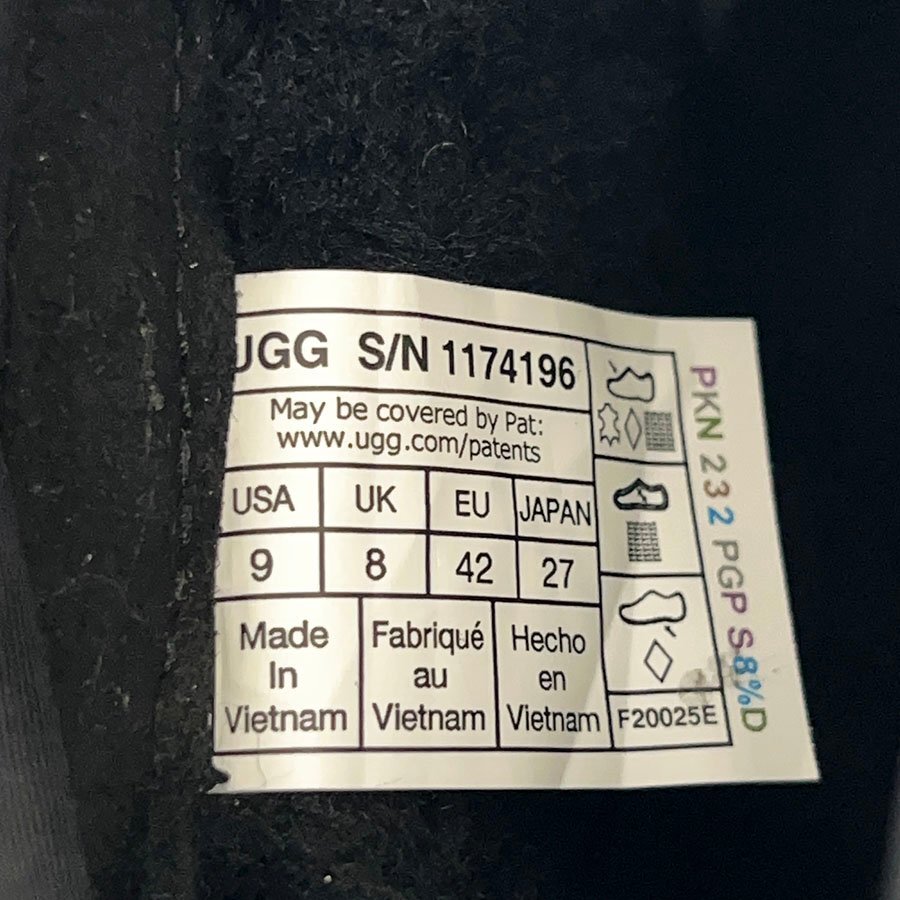 UGG S/N 1174196
May be covered by Pat:
www.ugg.com/patents
USA UK EU JAPAN
9 8 42 27
Made In Vietnam
Fabriqué au Vietnam
Hecho en Vietnam
F20025E
PKN 232 PGP S 8%D